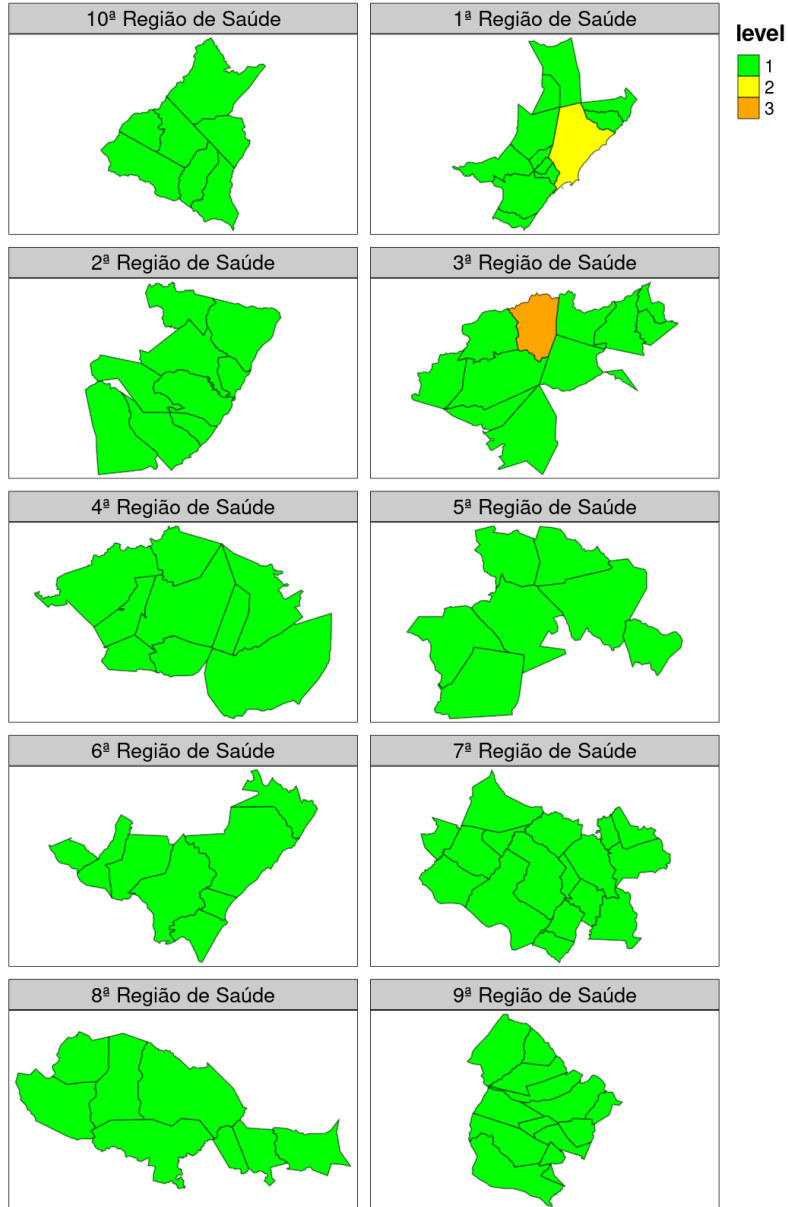 10ª Região de Saúde
1ª Região de Saúde
level
1
2
3
2ª Região de Saúde
3ª Região de Saúde
4ª Região de Saúde
5ª Região de Saúde
6ª Região de Saúde
7ª Região de Saúde
8ª Região de Saúde
9ª Região de Saúde